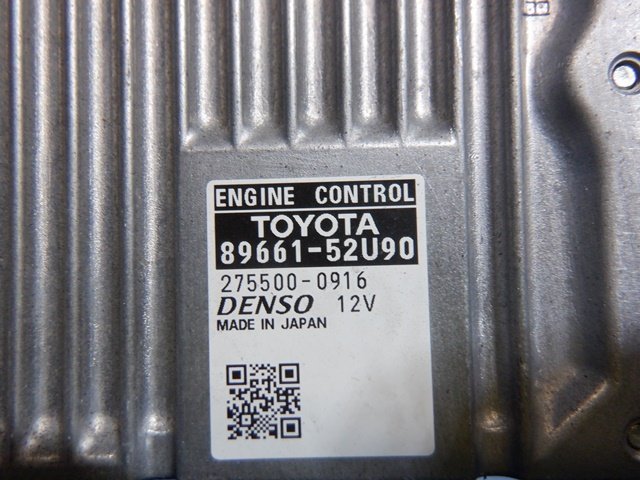 ENGINE CONTROL
TOYOTA
89661-52U90
275500-0916
DENSO 12V
MADE IN JAPAN